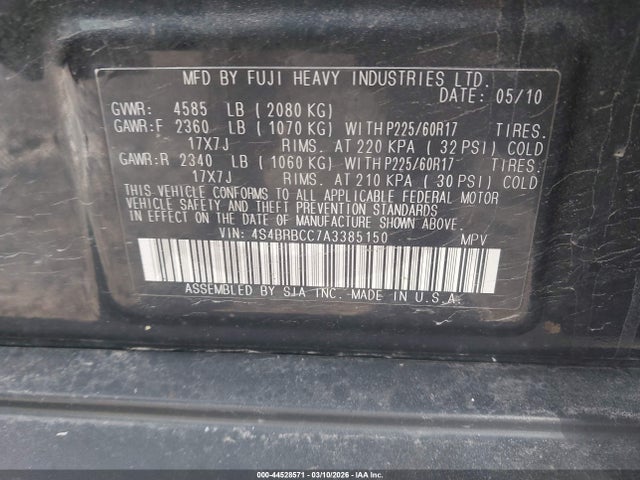 MFD BY FUJI HEAVY INDUSTRIES LTD.
DATE: 05/10
GVWR: 4585 LB ( 2080 KG)
GAWR:F 2360 LB ( 1070 KG) WITH P225/60R17 TIRES.
17X7J RIMS. AT 220 KPA ( 32 PSI) COLD
GAWR:R 2340 LB ( 1060 KG) WITH P225/60R17 TIRES.
17X7J RIMS. AT 210 KPA ( 30 PSI) COLD
THIS VEHICLE CONFORMS TO ALL APPLICABLE FEDERAL MOTOR
VEHICLE SAFETY AND THEFT PREVENTION STANDARDS
IN EFFECT ON THE DATE OF MANUFACTURE SHOWN ABOVE.
VIN: 4S4BRBCC7A3385150 MPV
ASSEMBLED BY SIA INC. MADE IN U.S.A
000-44528571 - 03/10/2026 - COPYRIGHT IAA, LLC.